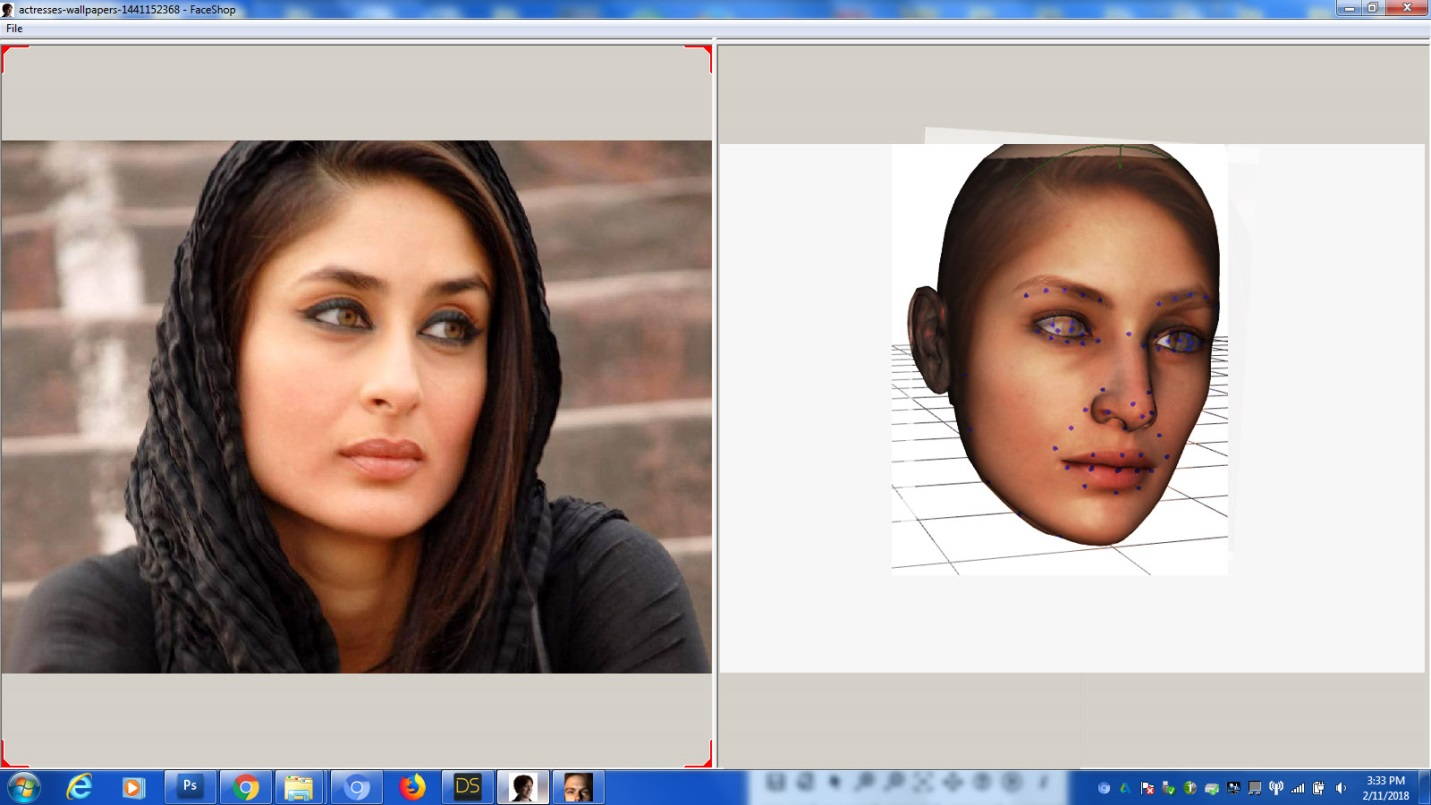 actresses-wallpapers-1441152368 - FaceShop
File
Ps
DS
3:33 PM
2/11/2018